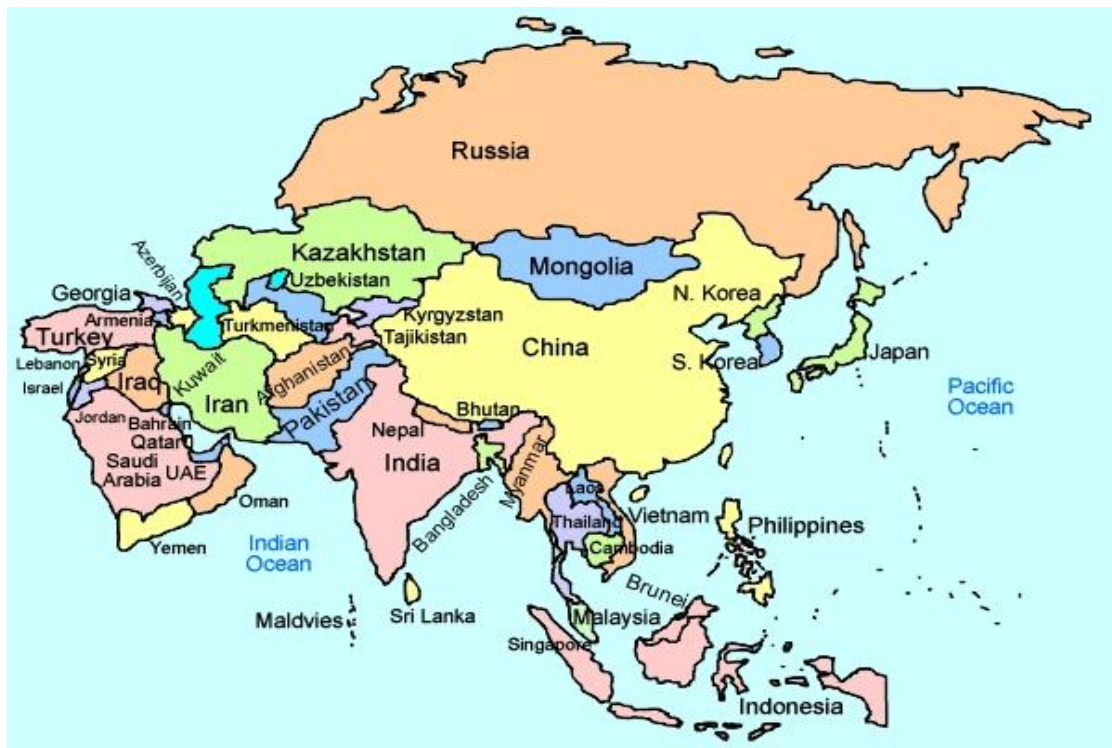 Russia
Kazakhstan
Mongolia
Uzbekistan
Azerbijan
Georgia
N. Korea
Kyrgyzstan
Armenia
Turkmenistan
Turkey
Tajikistan
China
Japan
S. Korea
Lebanon
Syria
Kuwait
Afghanistan
Iraq
Israel
Pacific
Ocean
Iran
Pakistan
Bhutan
Jordan
Bahrain
Nepal
Qatar
Saudi
Arabia
UAE
India
Myanmar
Bangladesh
Laos
Oman
Thailand
Vietnam
Philippines
Yemen
Indian
Ocean
Cambodia
Brunei
Maldvies
Sri Lanka
Malaysia
Singapore
Indonesia